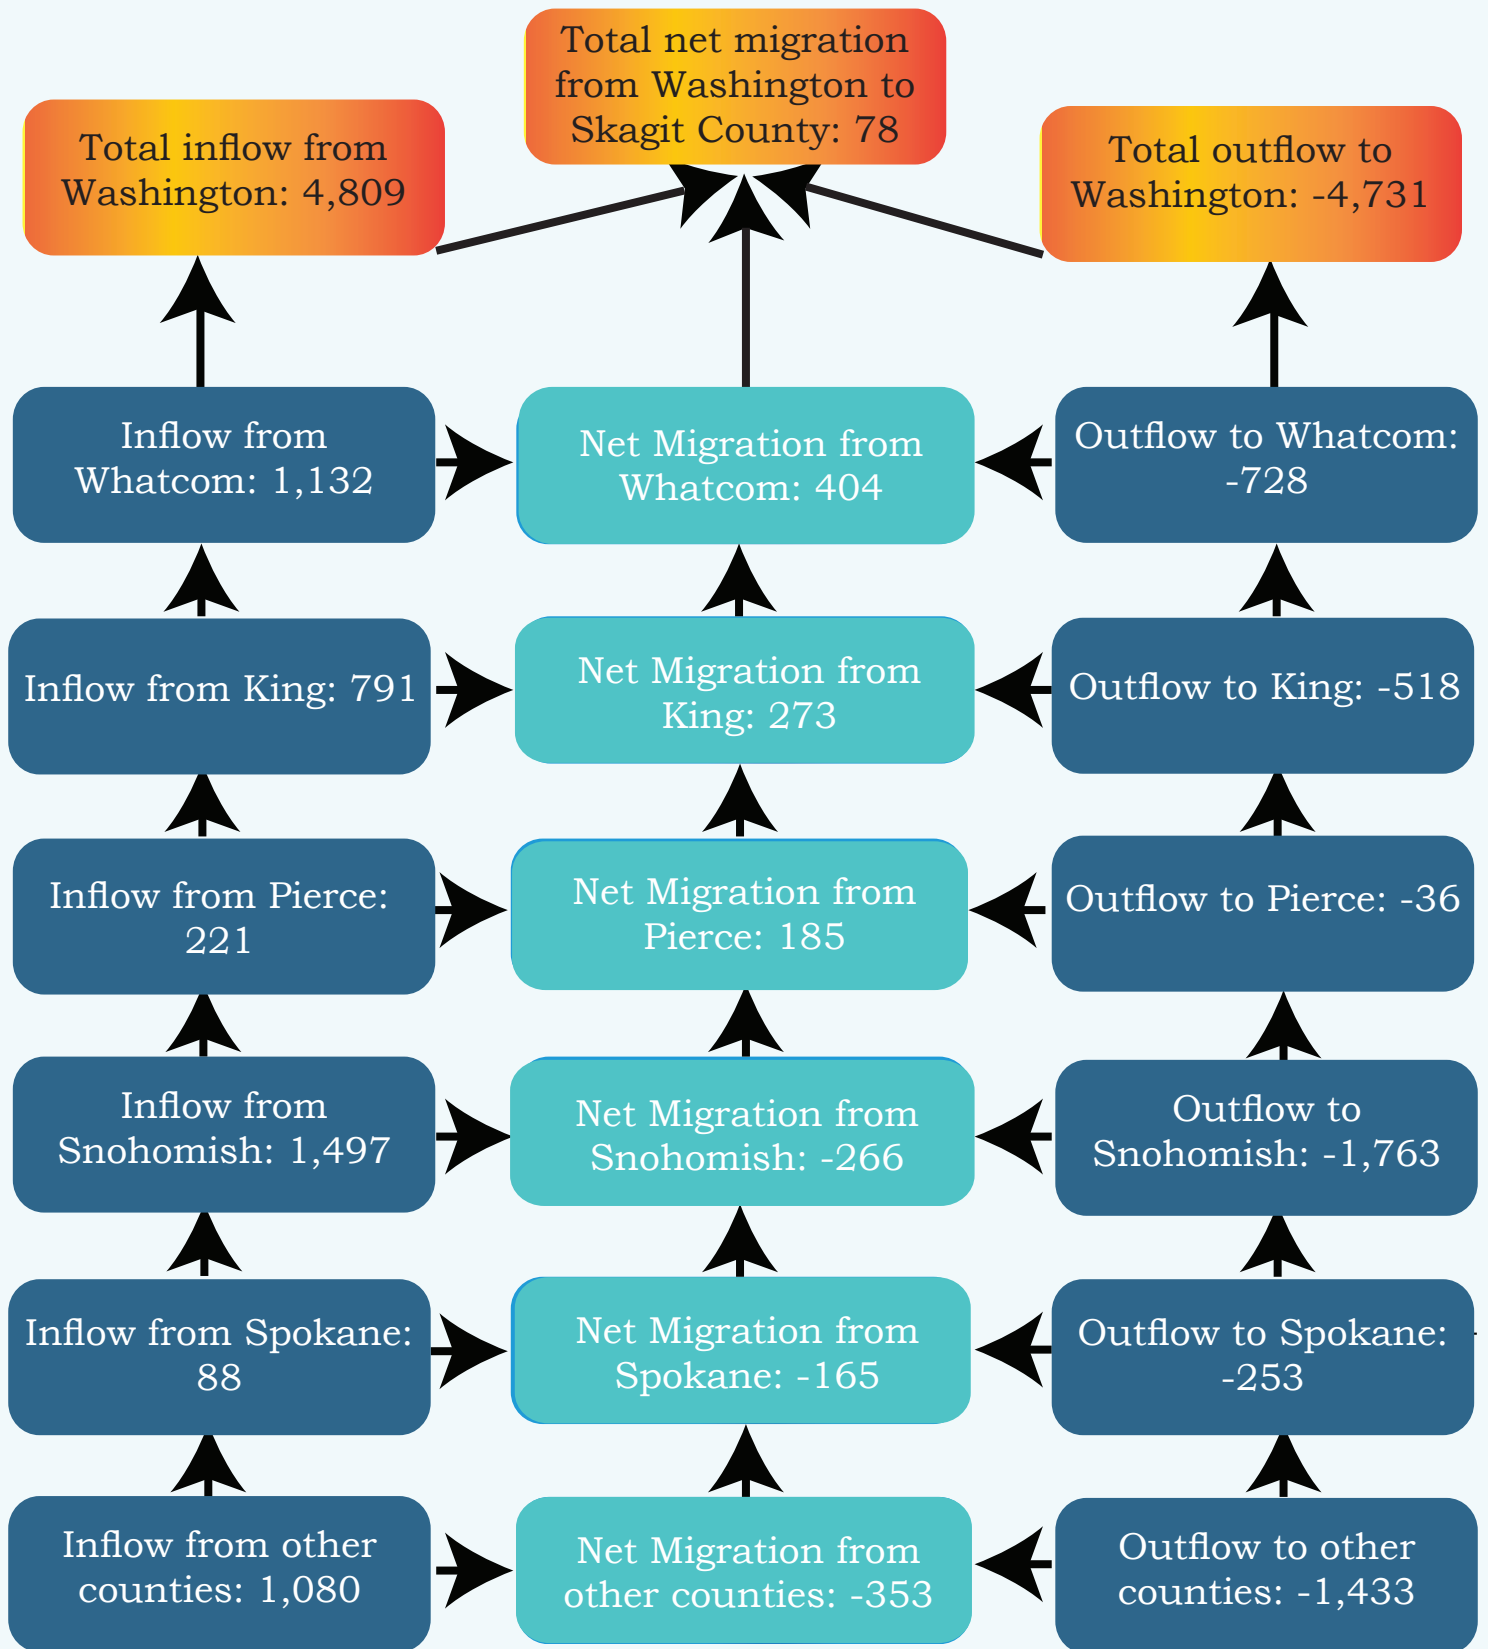 Total net migration
from Washington to
Skagit County: 78
Total inflow from
Washington: 4,809
Total outflow to
Washington: -4,731
Inflow from
Whatcom: 1,132
Net Migration from
Whatcom: 404
Outflow to Whatcom:
-728
Inflow from King: 791
Net Migration from
King: 273
Outflow to King: -518
Inflow from Pierce:
221
Net Migration from
Pierce: 185
Outflow to Pierce: -36
Inflow from
Snohomish: 1,497
Net Migration from
Snohomish: -266
Outflow to
Snohomish: -1,763
Inflow from Spokane:
88
Net Migration from
Spokane: -165
Outflow to Spokane:
-253
Inflow from other
counties: 1,080
Net Migration from
other counties: -353
Outflow to other
counties: -1,433